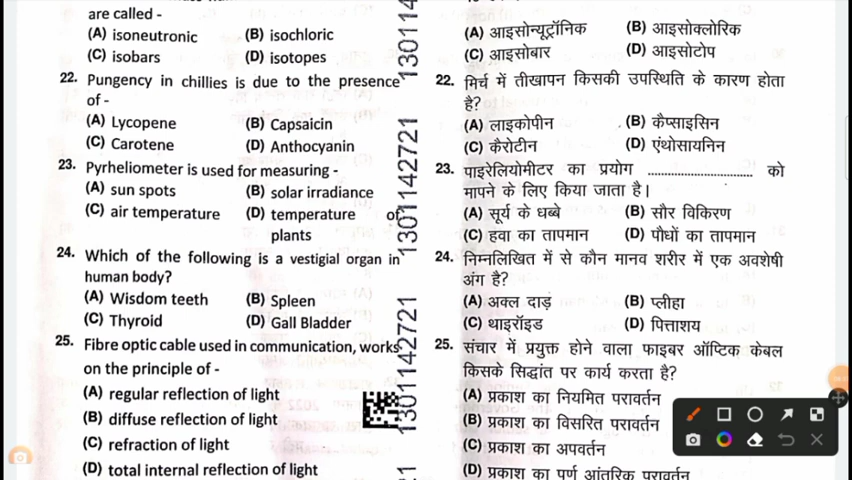 are called -
(A) isoneutronic (B) isochloric
(C) isobars (D) isotopes
22. Pungency in chillies is due to the presence
of -
(A) Lycopene (B) Capsaicin
(C) Carotene (D) Anthocyanin
23. Pyrheliometer is used for measuring -
(A) sun spots (B) solar irradiance
(C) air temperature (D) temperature of
plants
24. Which of the following is a vestigial organ in
human body?
(A) Wisdom teeth (B) Spleen
(C) Thyroid (D) Gall Bladder
25. Fibre optic cable used in communication, works
on the principle of -
(A) regular reflection of light
(B) diffuse reflection of light
(C) refraction of light
(D) total internal reflection of light
130114
1301142721
1301142721
(A) आइसोन्यूट्रॉनिक (B) आइसोक्लोरिक
(C) आइसोबार (D) आइसोटोप
22. मिर्च में तीखापन किसकी उपस्थिति के कारण होता
है?
(A) लाइकोपीन (B) कैप्साइसिन
(C) कैरोटीन (D) एंथोसायनिन
23. पाइरेलियोमीटर का प्रयोग .............................. को
मापने के लिए किया जाता है।
(A) सूर्य के धब्बे (B) सौर विकिरण
(C) हवा का तापमान (D) पौधों का तापमान
24. निम्नलिखित में से कौन मानव शरीर में एक अवशेषी
अंग है?
(A) अक्ल दाड़ (B) प्लीहा
(C) थाइरॉइड (D) पित्ताशय
25. संचार में प्रयुक्त होने वाला फाइबर ऑप्टिक केबल
किसके सिद्धांत पर कार्य करता है?
(A) प्रकाश का नियमित परावर्तन
(B) प्रकाश का विसरित परावर्तन
(C) प्रकाश का अपवर्तन
(D) प्रकाश का पूर्ण आंतरिक परावर्तन